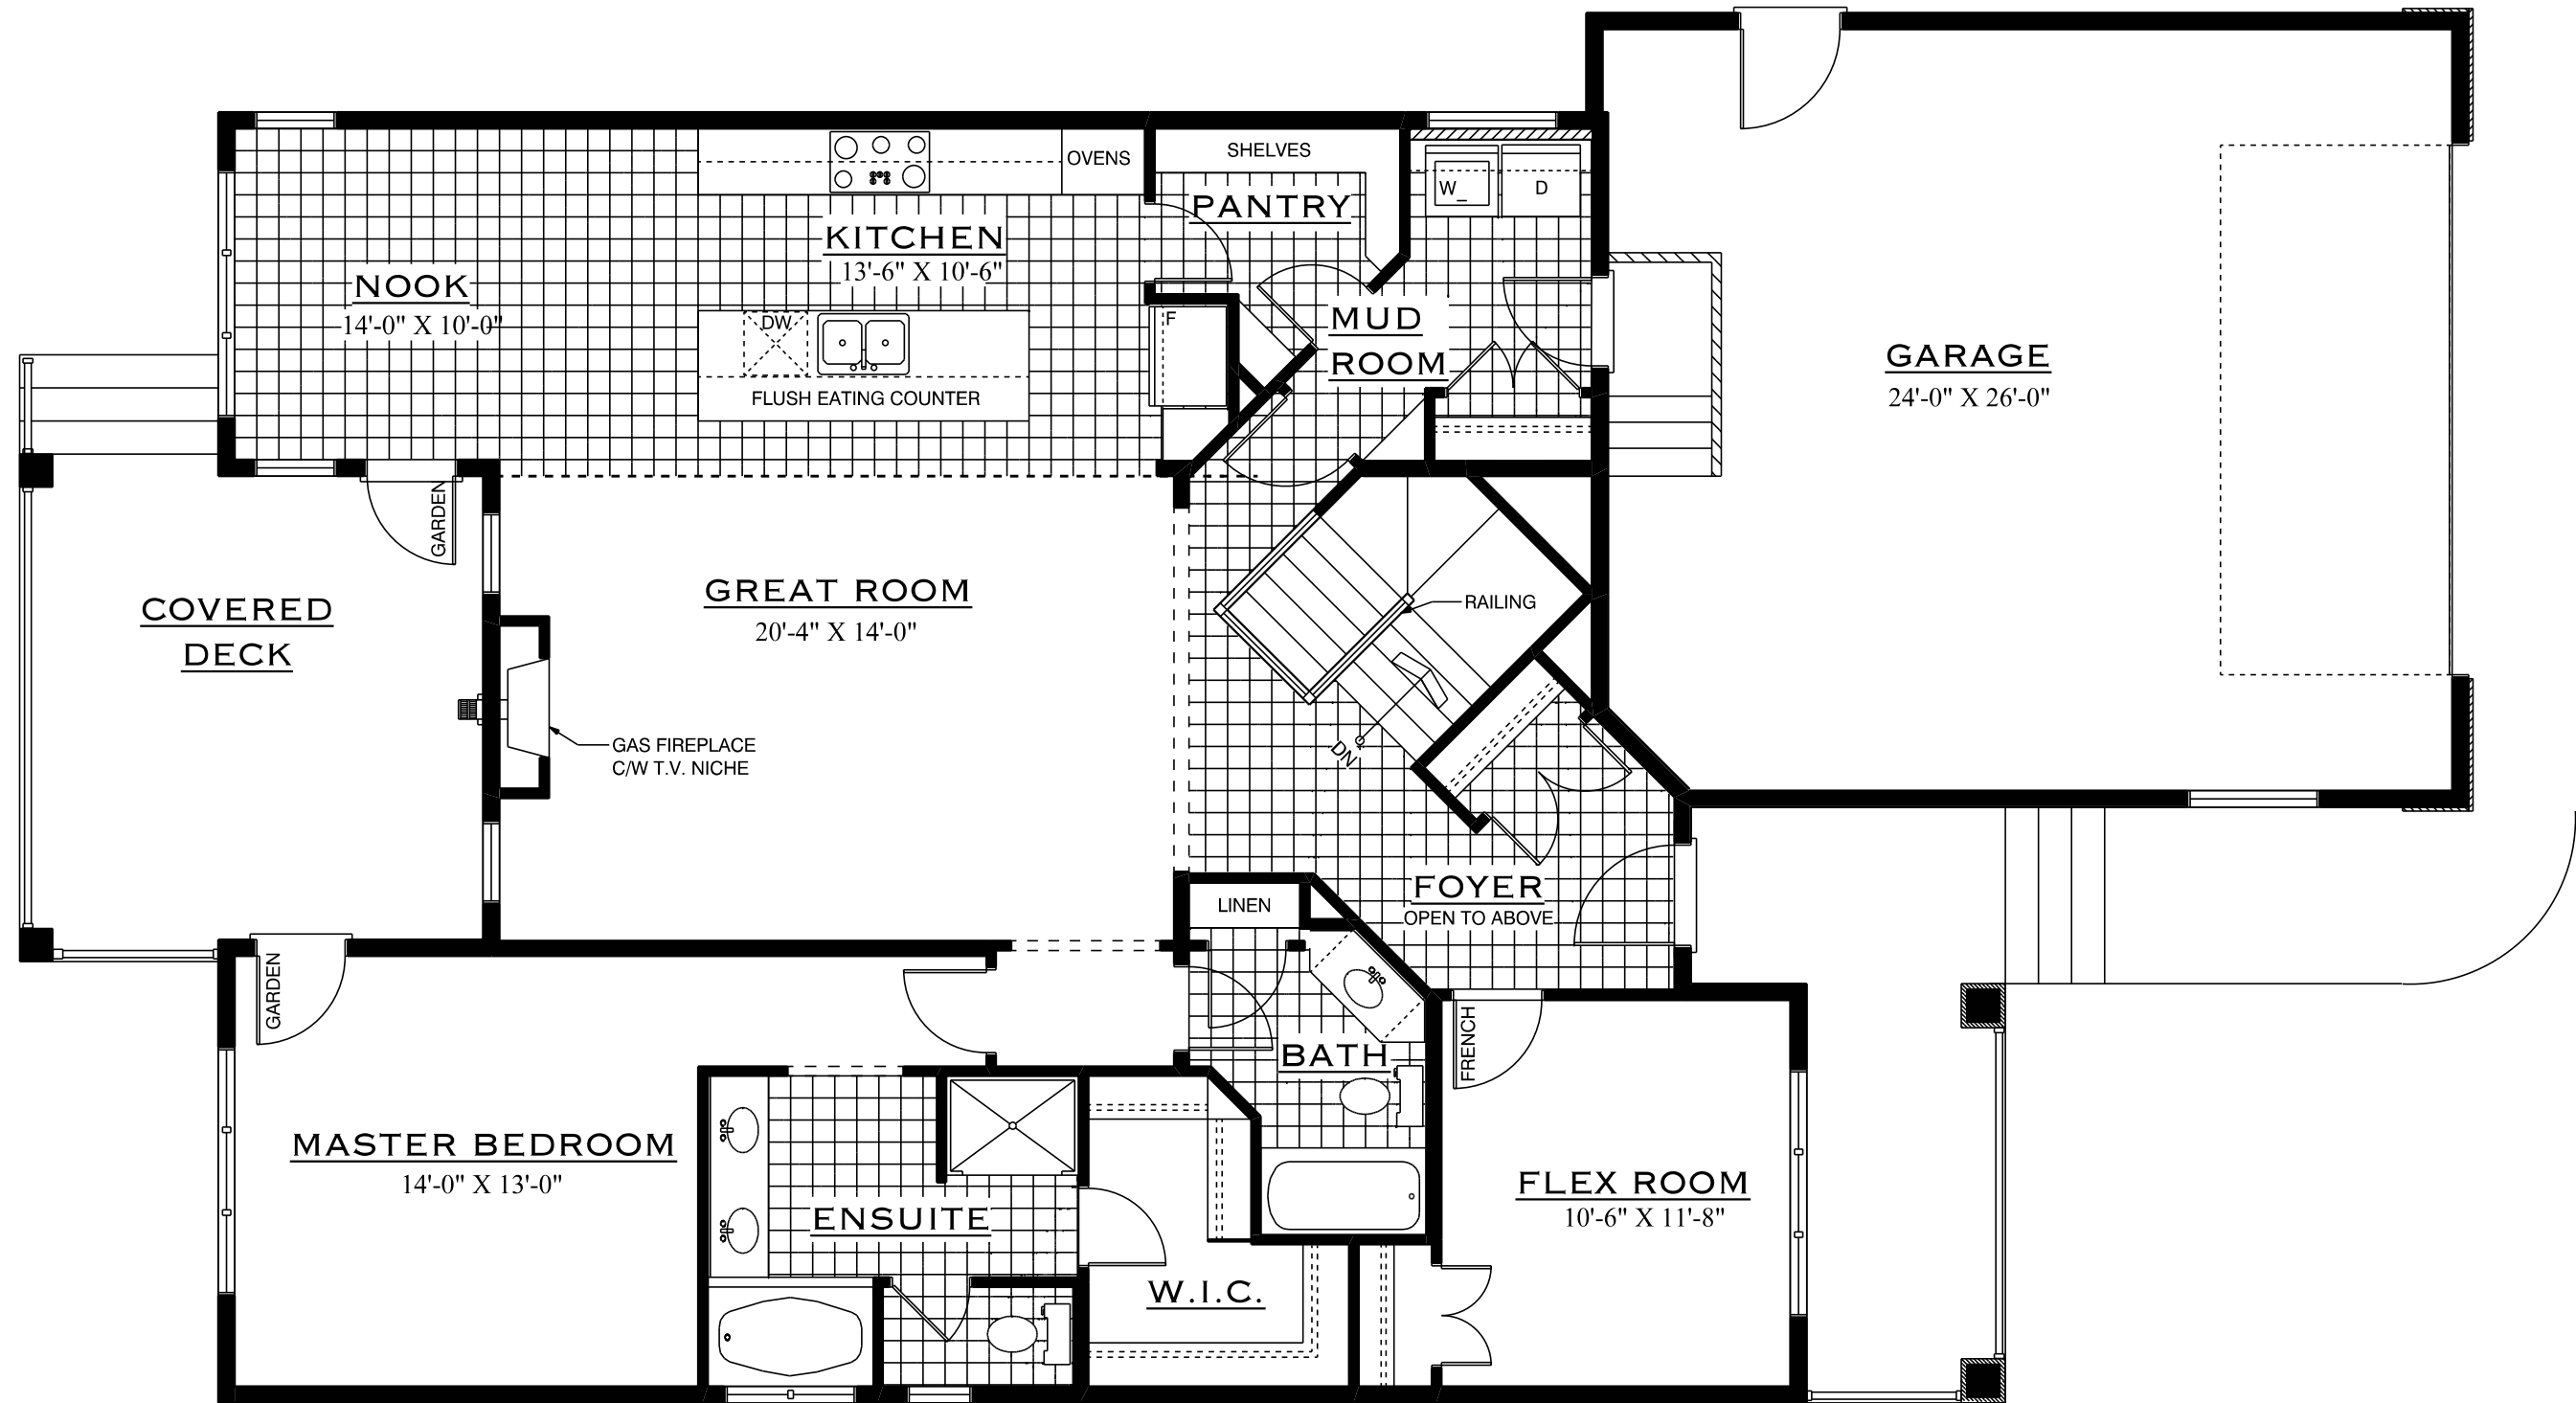 OVENS
SHELVES
PANTRY
W_
D
KITCHEN
13'-6" X 10'-6"
NOOK
14'-0" X 10'-0"
DW
F
MUD
ROOM
FLUSH EATING COUNTER
GARAGE
24'-0" X 26'-0"
GARDEN
COVERED
DECK
GREAT ROOM
20'-4" X 14'-0"
RAILING
GAS FIREPLACE
C/W T.V. NICHE
DN
FOYER
OPEN TO ABOVE
LINEN
GARDEN
FRENCH
BATH
MASTER BEDROOM
14'-0" X 13'-0"
ENSUITE
FLEX ROOM
10'-6" X 11'-8"
W.I.C.